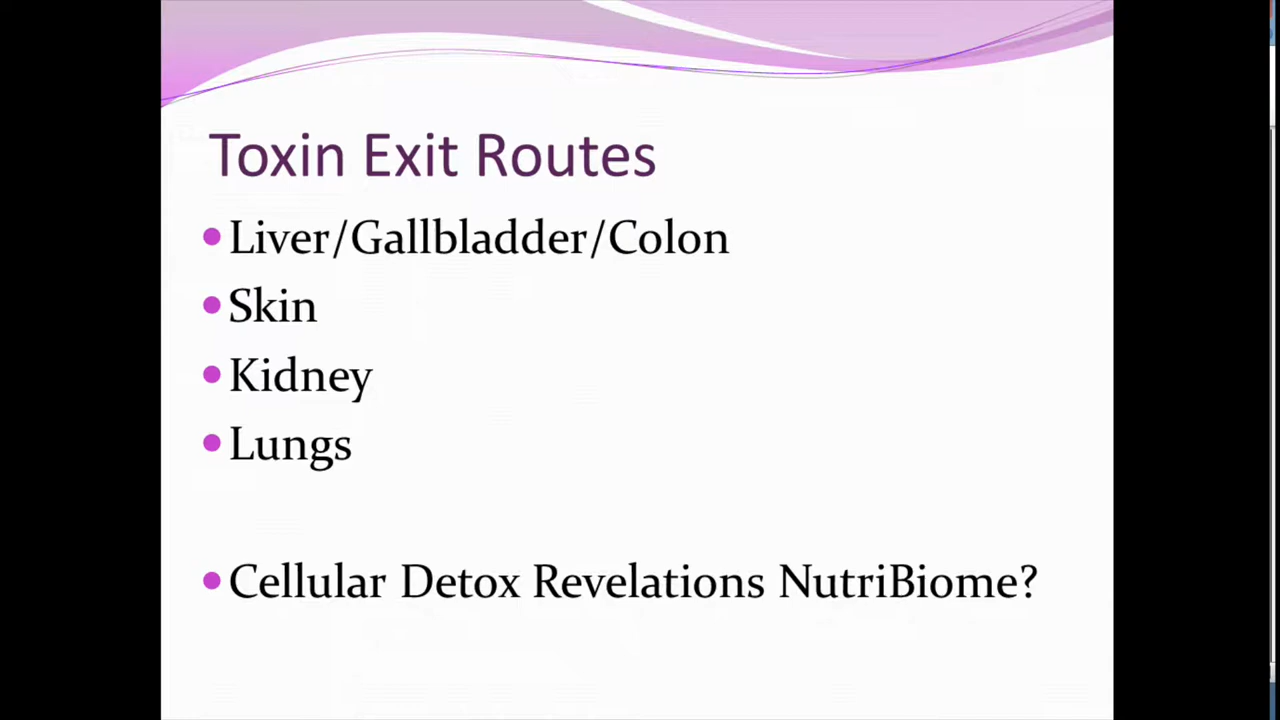 Toxin Exit Routes
•Liver/Gallbladder/Colon
•Skin
•Kidney
•Lungs
•Cellular Detox Revelations NutriBiome?